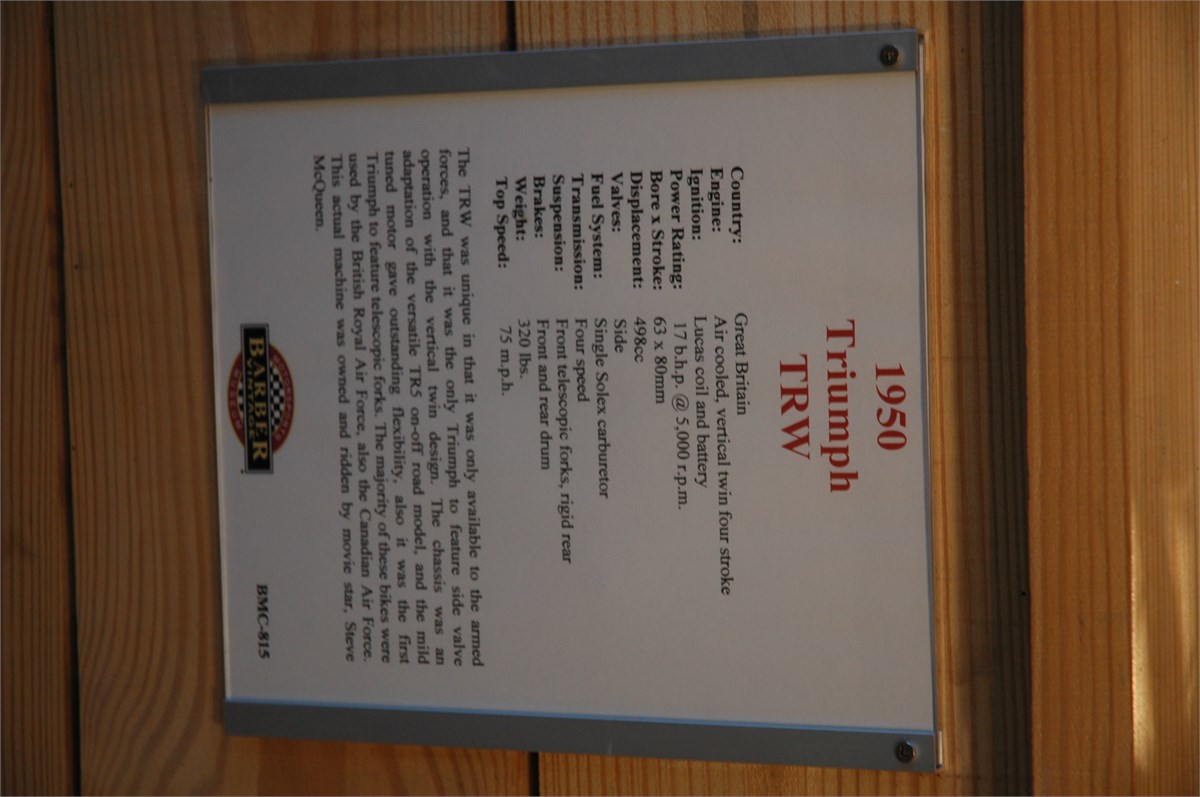 1950
Triumph
TRW
Country: Great Britain
Engine: Air cooled, vertical twin four stroke
Ignition: Lucas coil and battery
Power Rating: 17 b.h.p. @ 5,000 r.p.m.
Bore x Stroke: 63 x 80mm
Displacement: 498cc
Valves: Side
Fuel System: Single Solex carburetor
Transmission: Four speed
Suspension: Front telescopic forks, rigid rear
Brakes: Front and rear drum
Weight: 320 lbs.
Top Speed: 75 m.p.h.
The TRW was unique in that it was only available to the armed
forces, and that it was the only Triumph to feature side valve
operation with the vertical twin design. The chassis was an
adaptation of the versatile TR5 on-off road model, and the mild
tuned motor gave outstanding flexibility, also it was the first
Triumph to feature telescopic forks. The majority of these bikes were
used by the British Royal Air Force, also the Canadian Air Force.
This actual machine was owned and ridden by movie star, Steve
McQueen.
BARBER
VINTAGE
MUSEUM
BMC-815